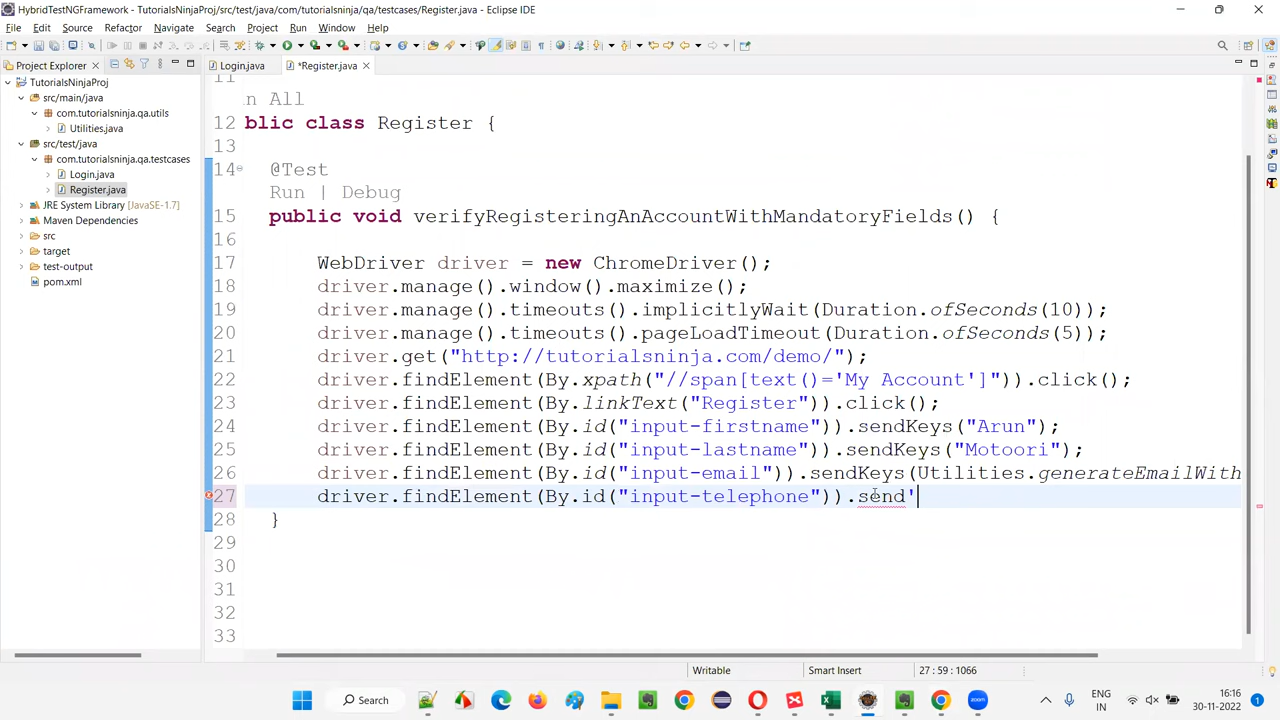 HybridTestNGFramework - TutorialsNinjaProj/src/test/java/com/tutorialsninja/qa/testcases/Register.java - Eclipse IDE
File Edit Source Refactor Navigate Search Project Run Window Help
Project Explorer
Login.java
*Register.java
TutorialsNinjaProj
src/main/java
com.tutorialsninja.qa.utils
Utilities.java
src/test/java
com.tutorialsninja.qa.testcases
Login.java
Register.java
JRE System Library [JavaSE-1.7]
Maven Dependencies
src
target
test-output
pom.xml
11
n All
12 blic class Register {
13
14 @Test
Run | Debug
15 public void verifyRegisteringAnAccountWithMandatoryFields() {
16
17 WebDriver driver = new ChromeDriver();
18 driver.manage().window().maximize();
19 driver.manage().timeouts().implicitlyWait(Duration.ofSeconds(10));
20 driver.manage().timeouts().pageLoadTimeout(Duration.ofSeconds(5));
21 driver.get("http://tutorialsninja.com/demo/");
22 driver.findElement(By.xpath("//span[text()='My Account']")).click();
23 driver.findElement(By.linkText("Register")).click();
24 driver.findElement(By.id("input-firstname")).sendKeys("Arun");
25 driver.findElement(By.id("input-lastname")).sendKeys("Motoori");
26 driver.findElement(By.id("input-email")).sendKeys(Utilities.generateEmailWith
27 driver.findElement(By.id("input-telephone")).send'
28 }
29
30
31
32
33
Writable Smart Insert 27 : 59 : 1066
Search
ENG
IN
16:16
30-11-2022
zoom
1